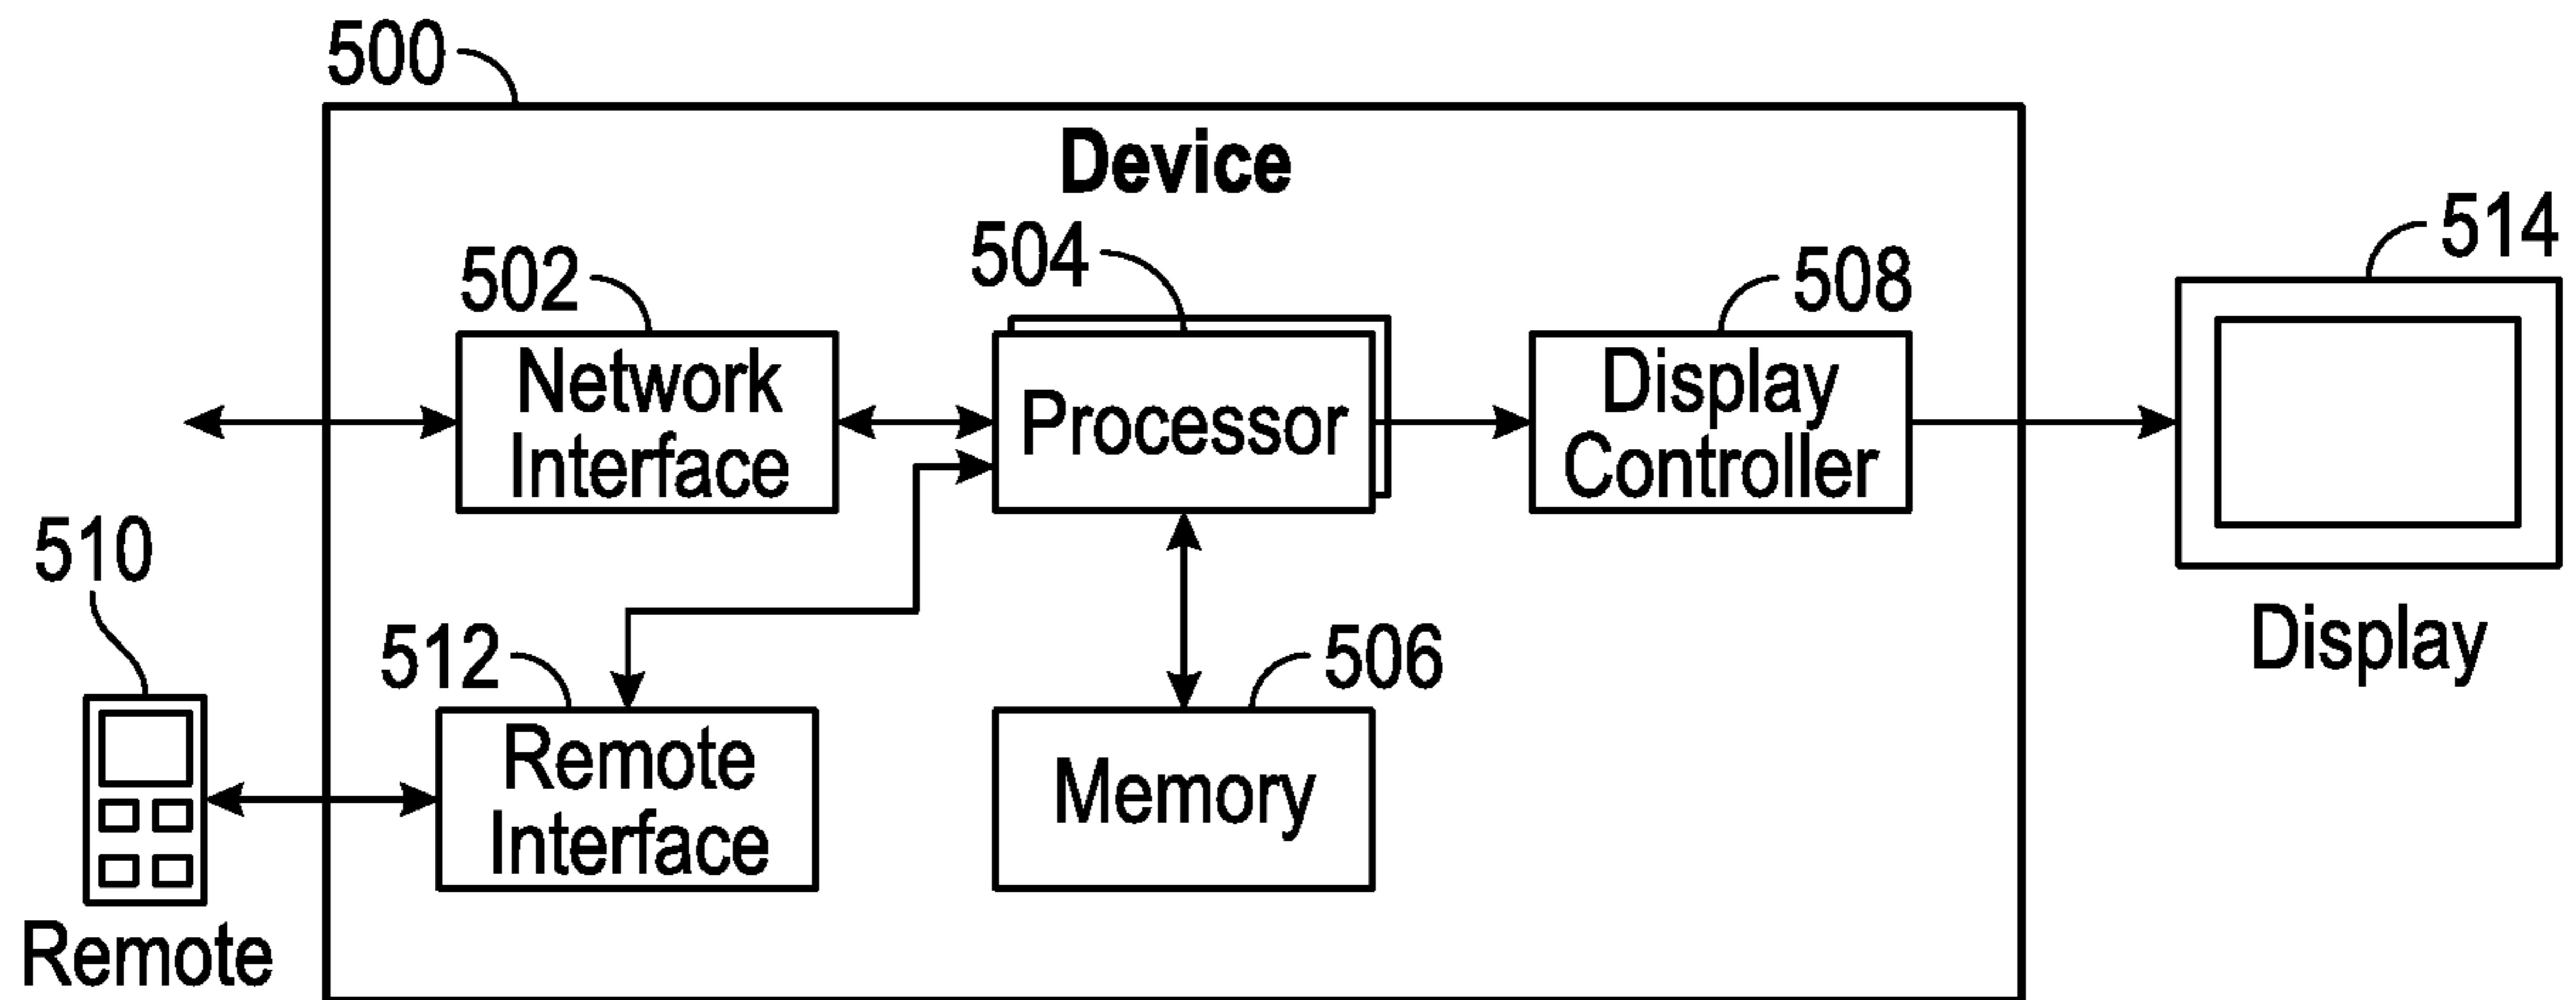 500
Device
502
504
508
514
Network
Interface
Processor
Display
Controller
510
512
506
Display
Remote
Interface
Memory
Remote